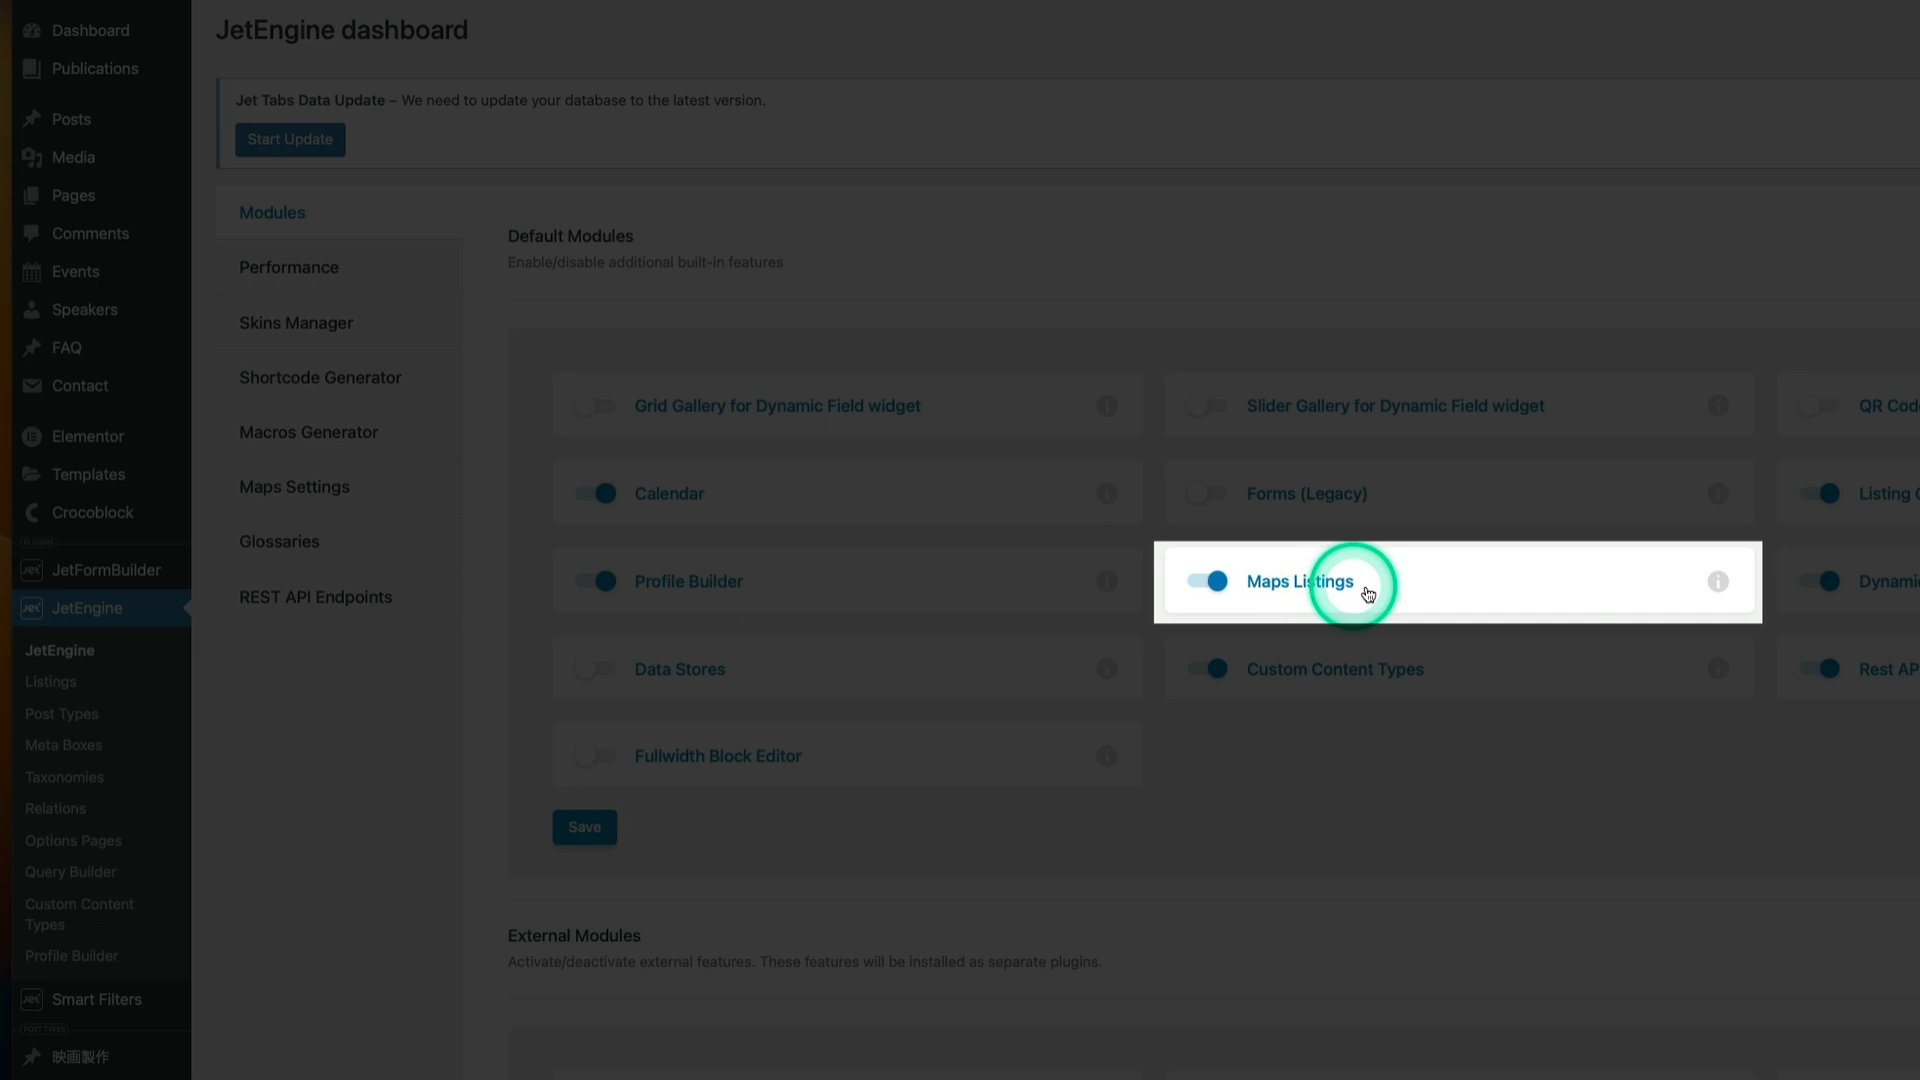 Dashboard
Publications
Posts
Media
Pages
Comments
Events
Speakers
FAQ
Contact
Elementor
Templates
Crocoblock
PLUGINS
JetFormBuilder
JetEngine
JetEngine
Listings
Post Types
Meta Boxes
Taxonomies
Relations
Options Pages
Query Builder
Custom Content
Types
Profile Builder
Smart Filters
POST TYPES
映画製作
JetEngine dashboard
Jet Tabs Data Update – We need to update your database to the latest version.
Start Update
Modules
Performance
Skins Manager
Shortcode Generator
Macros Generator
Maps Settings
Glossaries
REST API Endpoints
Default Modules
Enable/disable additional built-in features
Grid Gallery for Dynamic Field widget
Slider Gallery for Dynamic Field widget
QR Cod
Calendar
Forms (Legacy)
Listing
Profile Builder
Maps Listings
Dynami
Data Stores
Custom Content Types
Rest AP
Fullwidth Block Editor
Save
External Modules
Activate/deactivate external features. These features will be installed as separate plugins.